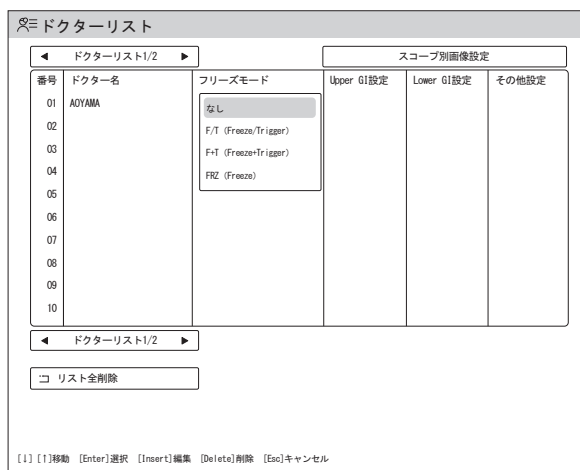 ドクターリスト
◀ ドクターリスト1/2 ▶
スコープ別画像設定
番号 ドクター名 フリーズモード Upper GI設定 Lower GI設定 その他設定
01 AOYAMA なし
02 F/T (Freeze/Trigger)
03 F+T (Freeze+Trigger)
04 FRZ (Freeze)
05
06
07
08
09
10
◀ ドクターリスト1/2 ▶
リスト全削除
[↓] [↑]移動 [Enter]選択 [Insert]編集 [Delete]削除 [Esc]キャンセル